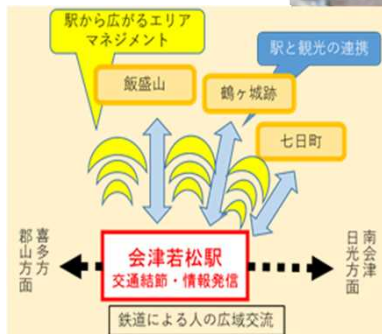 駅から広がるエリア
マネジメント
駅と観光の連携
飯盛山
鶴ヶ城跡
七日町
会津若松駅
交通結節・情報発信
喜多方
郡山方面
南会津
日光方面
鉄道による人の広域交流